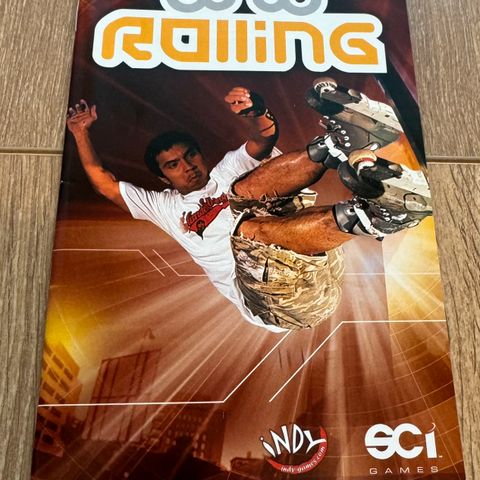 Rolling
iNDY
indy-games.com
SCi
GAMES